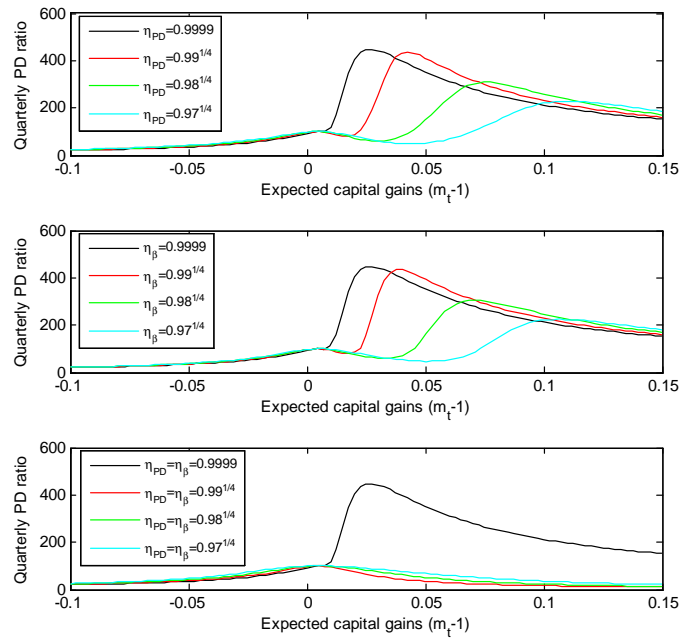 600
400
200
0
Quarterly PD ratio
η_PD=0.9999
η_PD=0.99^1/4
η_PD=0.98^1/4
η_PD=0.97^1/4
-0.1 -0.05 0 0.05 0.1 0.15
Expected capital gains (m_t-1)
600
400
200
0
Quarterly PD ratio
η_β=0.9999
η_β=0.99^1/4
η_β=0.98^1/4
η_β=0.97^1/4
-0.1 -0.05 0 0.05 0.1 0.15
Expected capital gains (m_t-1)
600
400
200
0
Quarterly PD ratio
η_PD=η_β=0.9999
η_PD=η_β=0.99^1/4
η_PD=η_β=0.98^1/4
η_PD=η_β=0.97^1/4
-0.1 -0.05 0 0.05 0.1 0.15
Expected capital gains (m_t-1)